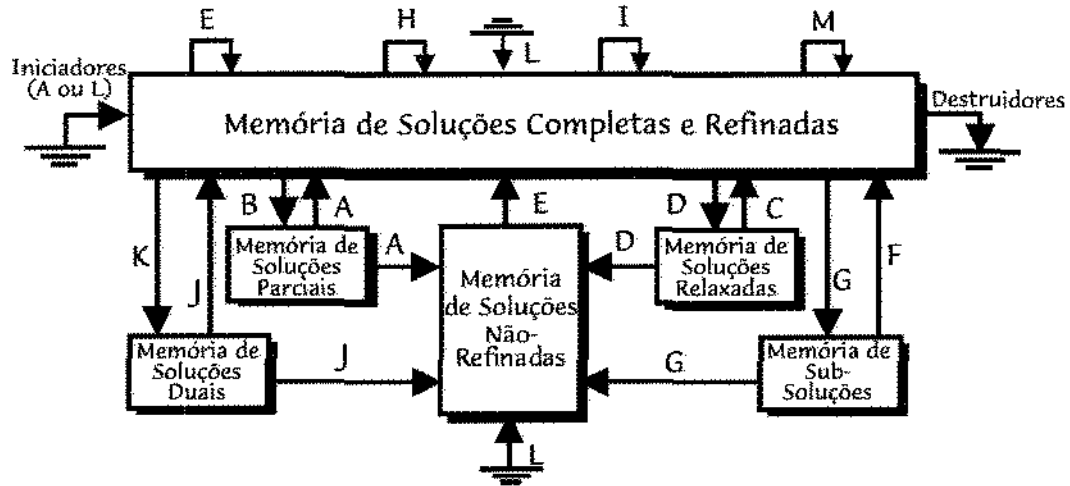 E
H
L
I
M
Iniciadores
(A ou L)
Destruidores
Memória de Soluções Completas e Refinadas
K
J
B
A
E
D
C
G
F
Memória de
Soluções
Parciais
A
Memória
de Soluções
Não-
Refinadas
D
Memória de
Soluções
Relaxadas
Memória de
Soluções
Duais
J
G
Memória de
Sub-
Soluções
L